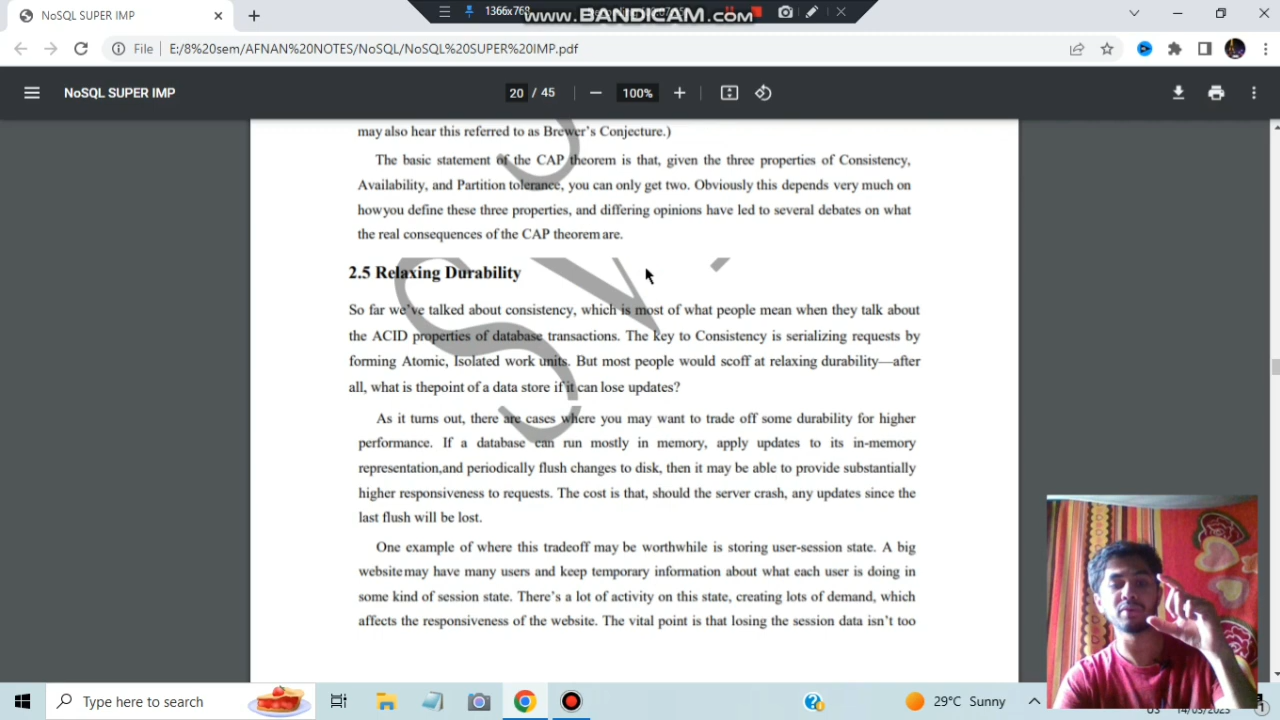 NoSQL SUPER IMP
1366x768
www.BANDICAM.com
File
E:/8%20sem/AFNAN%20NOTES/NoSQL/NoSQL%20SUPER%20IMP.pdf
NoSQL SUPER IMP
20 / 45
100%
may also hear this referred to as Brewer's Conjecture.)
The basic statement of the CAP theorem is that, given the three properties of Consistency,
Availability, and Partition tolerance, you can only get two. Obviously this depends very much on
howyou define these three properties, and differing opinions have led to several debates on what
the real consequences of the CAP theorem are.
2.5 Relaxing Durability
So far we've talked about consistency, which is most of what people mean when they talk about
the ACID properties of database transactions. The key to Consistency is serializing requests by
forming Atomic, Isolated work units. But most people would scoff at relaxing durability—after
all, what is thepoint of a data store if it can lose updates?
As it turns out, there are cases where you may want to trade off some durability for higher
performance. If a database can run mostly in memory, apply updates to its in-memory
representation,and periodically flush changes to disk, then it may be able to provide substantially
higher responsiveness to requests. The cost is that, should the server crash, any updates since the
last flush will be lost.
One example of where this tradeoff may be worthwhile is storing user-session state. A big
website may have many users and keep temporary information about what each user is doing in
some kind of session state. There's a lot of activity on this state, creating lots of demand, which
affects the responsiveness of the website. The vital point is that losing the session data isn't too
Type here to search
29°C Sunny